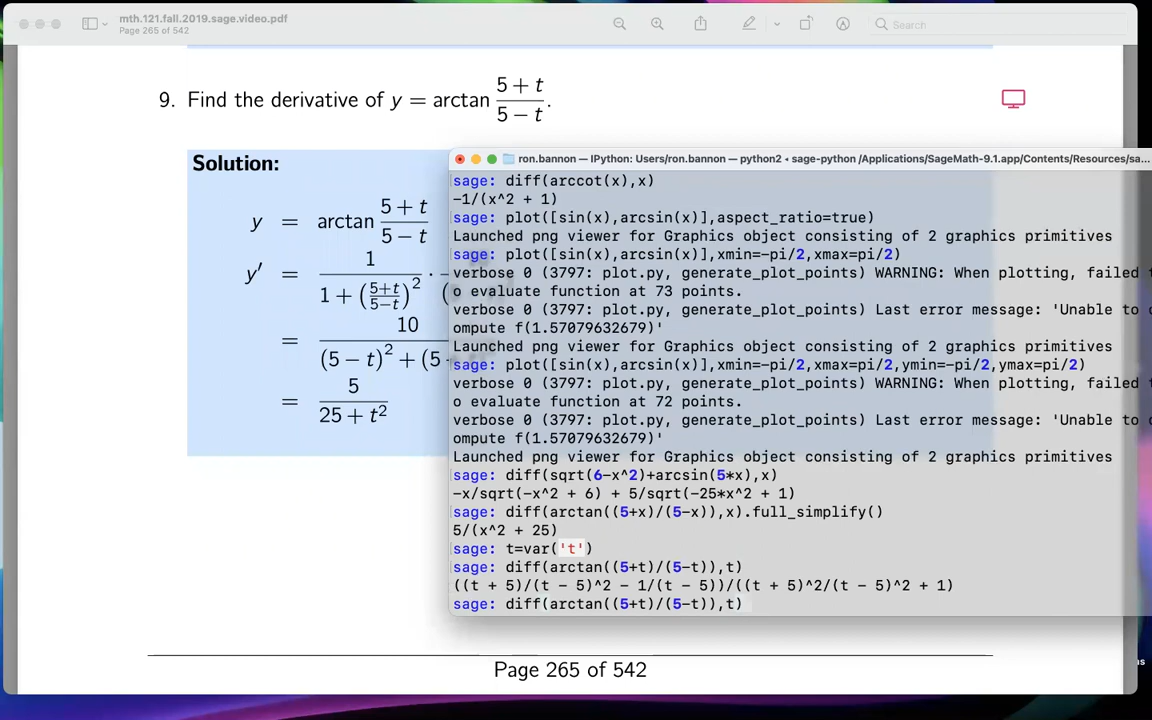 mth.121.fall.2019.sage.video.pdf
Page 265 of 542
Search
9. Find the derivative of y = arctan (5 + t)/(5 − t).
Solution:
y = arctan (5 + t)/(5 − t)
y′ = 1/(1 + ((5+t)/(5−t))^2) ·
= 10/((5 − t)^2 + (5
= 5/(25 + t^2)
ron.bannon — IPython: Users/ron.bannon — python2 ◂ sage-python /Applications/SageMath-9.1.app/Contents/Resources/sa...
sage: diff(arccot(x),x)
-1/(x^2 + 1)
sage: plot([sin(x),arcsin(x)],aspect_ratio=true)
Launched png viewer for Graphics object consisting of 2 graphics primitives
sage: plot([sin(x),arcsin(x)],xmin=-pi/2,xmax=pi/2)
verbose 0 (3797: plot.py, generate_plot_points) WARNING: When plotting, failed t
o evaluate function at 73 points.
verbose 0 (3797: plot.py, generate_plot_points) Last error message: 'Unable to c
ompute f(1.57079632679)'
Launched png viewer for Graphics object consisting of 2 graphics primitives
sage: plot([sin(x),arcsin(x)],xmin=-pi/2,xmax=pi/2,ymin=-pi/2,ymax=pi/2)
verbose 0 (3797: plot.py, generate_plot_points) WARNING: When plotting, failed t
o evaluate function at 72 points.
verbose 0 (3797: plot.py, generate_plot_points) Last error message: 'Unable to c
ompute f(1.57079632679)'
Launched png viewer for Graphics object consisting of 2 graphics primitives
sage: diff(sqrt(6-x^2)+arcsin(5*x),x)
-x/sqrt(-x^2 + 6) + 5/sqrt(-25*x^2 + 1)
sage: diff(arctan((5+x)/(5-x)),x).full_simplify()
5/(x^2 + 25)
sage: t=var('t')
sage: diff(arctan((5+t)/(5-t)),t)
((t + 5)/(t - 5)^2 - 1/(t - 5))/((t + 5)^2/(t - 5)^2 + 1)
sage: diff(arctan((5+t)/(5-t)),t)
Page 265 of 542